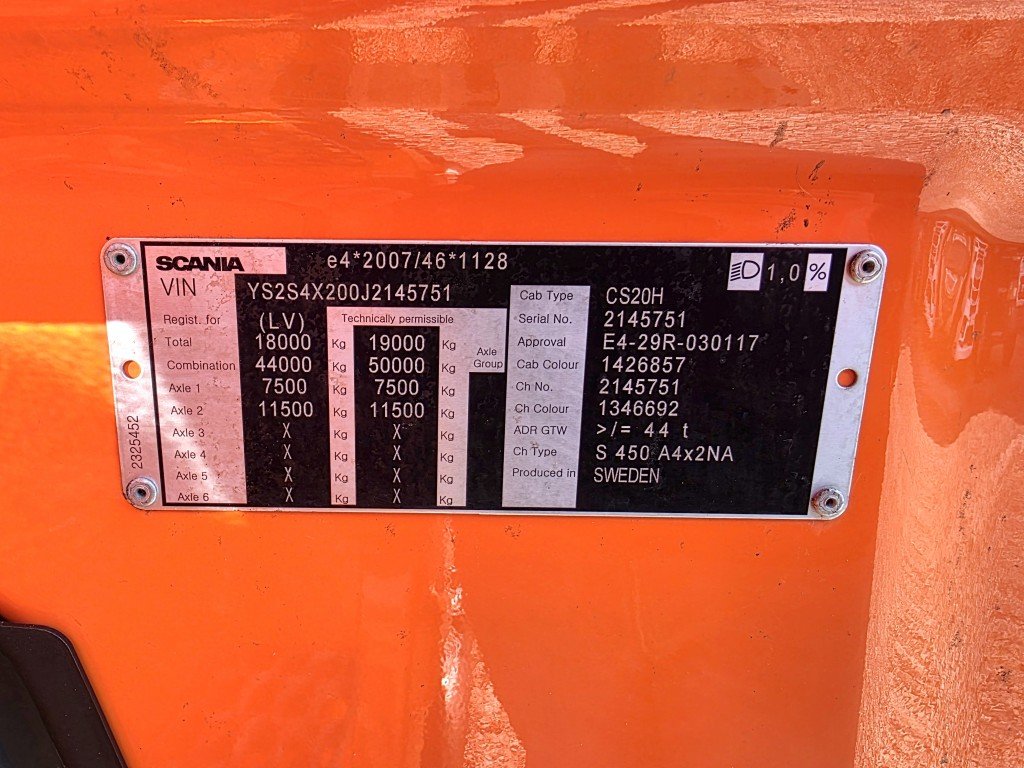 SCANIA e4*2007/46*1128 1,0 %
VIN YS2S4X200J2145751
Regist. for (LV) Technically permissible
Total 18000 Kg 19000 Kg Axle Group
Combination 44000 Kg 50000 Kg
Axle 1 7500 Kg 7500 Kg
Axle 2 11500 Kg 11500 Kg
Axle 3 X Kg X Kg
Axle 4 X Kg X Kg
Axle 5 X Kg X Kg
Axle 6 X Kg X Kg
Cab Type CS20H
Serial No. 2145751
Approval E4-29R-030117
Cab Colour 1426857
Ch No. 2145751
Ch Colour 1346692
ADR GTW >/= 44 t
Ch Type S 450 A4x2NA
Produced in SWEDEN
2325452